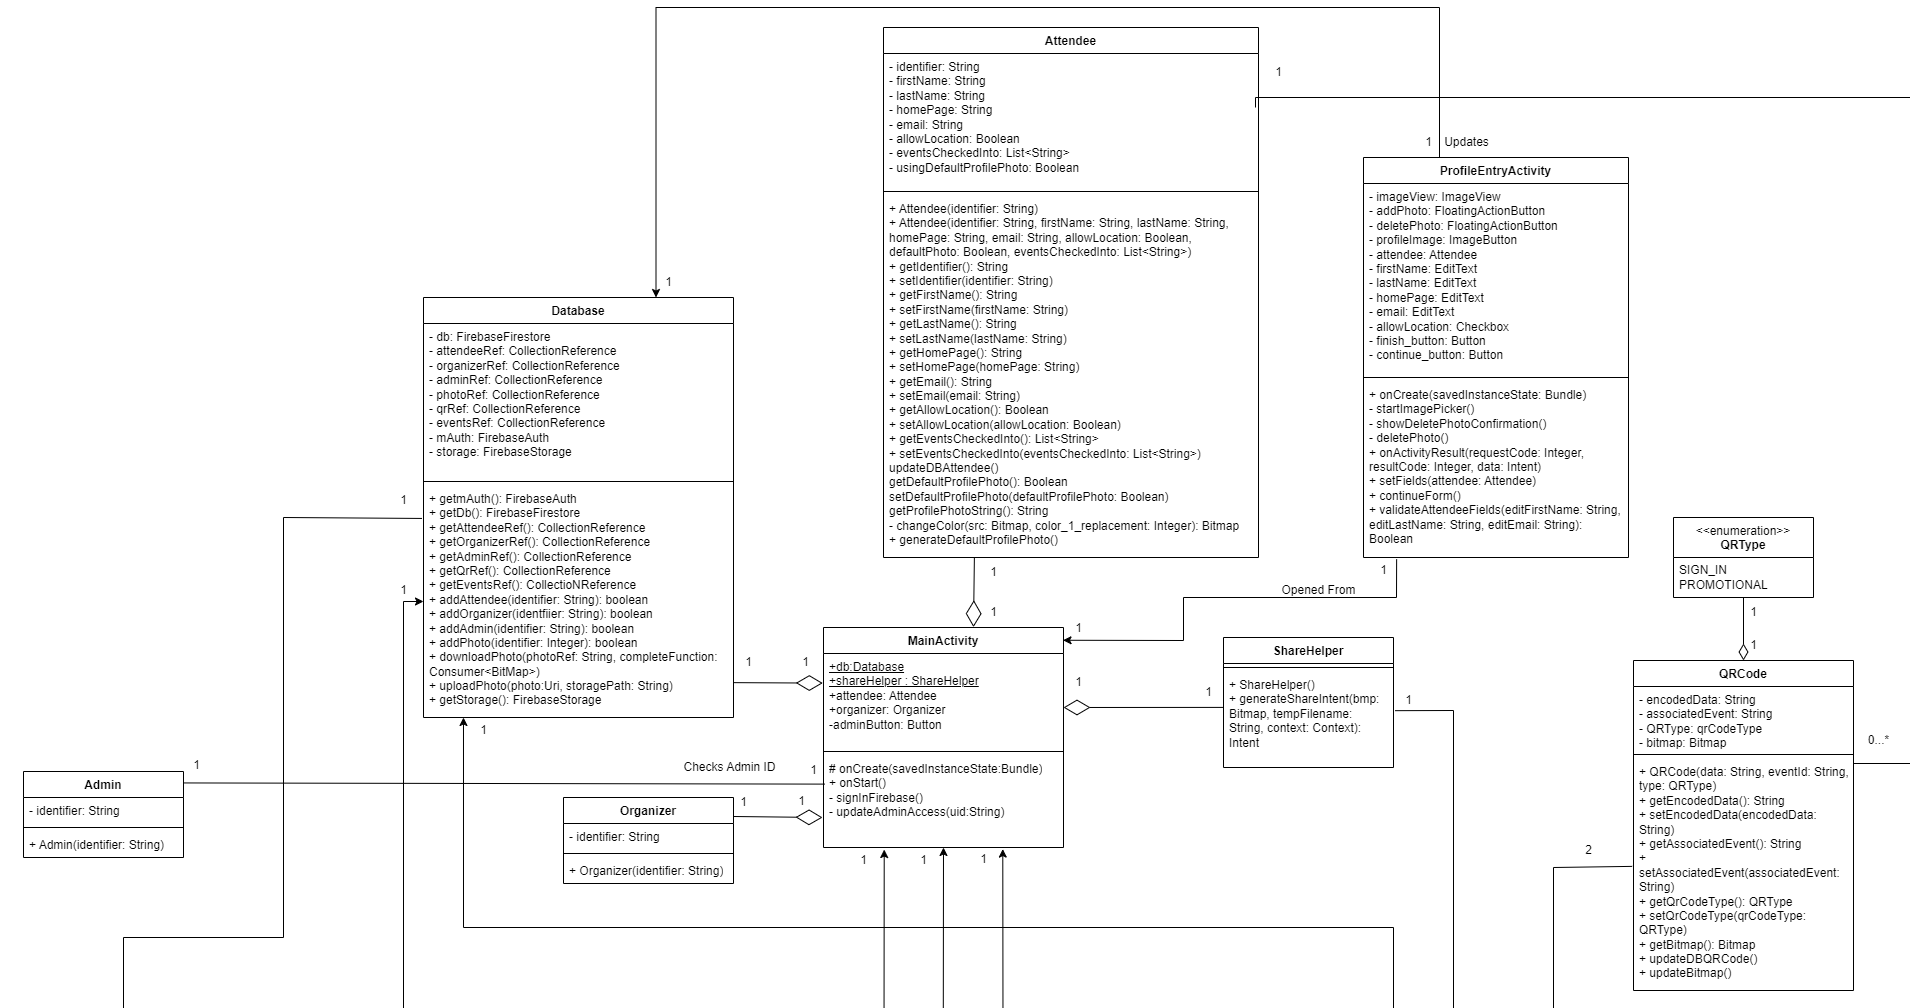 Attendee
- identifier: String
- firstName: String
- lastName: String
- homePage: String
- email: String
- allowLocation: Boolean
- eventsCheckedInto: List<String>
- usingDefaultProfilePhoto: Boolean
+ Attendee(identifier: String)
+ Attendee(identifier: String, firstName: String, lastName: String,
homePage: String, email: String, allowLocation: Boolean,
defaultPhoto: Boolean, eventsCheckedInto: List<String>)
+ getIdentifier(): String
+ setIdentifier(identifier: String)
+ getFirstName(): String
+ setFirstName(firstName: String)
+ getLastName(): String
+ setLastName(lastName: String)
+ getHomePage(): String
+ setHomePage(homePage: String)
+ getEmail(): String
+ setEmail(email: String)
+ getAllowLocation(): Boolean
+ setAllowLocation(allowLocation: Boolean)
+ getEventsCheckedInto(): List<String>
+ setEventsCheckedInto(eventsCheckedInto: List<String>)
updateDBAttendee()
getDefaultProfilePhoto(): Boolean
setDefaultProfilePhoto(defaultProfilePhoto: Boolean)
getProfilePhotoString(): String
- changeColor(src: Bitmap, color_1_replacement: Integer): Bitmap
+ generateDefaultProfilePhoto()
1
1
1
1 Updates
ProfileEntryActivity
- imageView: ImageView
- addPhoto: FloatingActionButton
- deletePhoto: FloatingActionButton
- profileImage: ImageButton
- attendee: Attendee
- firstName: EditText
- lastName: EditText
- homePage: EditText
- email: EditText
- allowLocation: Checkbox
- finish_button: Button
- continue_button: Button
+ onCreate(savedInstanceState: Bundle)
- startImagePicker()
- showDeletePhotoConfirmation()
- deletePhoto()
+ onActivityResult(requestCode: Integer,
resultCode: Integer, data: Intent)
+ setFields(attendee: Attendee)
+ continueForm()
+ validateAttendeeFields(editFirstName: String,
editLastName: String, editEmail: String):
Boolean
1
Opened From
1
1
Database
- db: FirebaseFirestore
- attendeeRef: CollectionReference
- organizerRef: CollectionReference
- adminRef: CollectionReference
- photoRef: CollectionReference
- qrRef: CollectionReference
- eventsRef: CollectionReference
- mAuth: FirebaseAuth
- storage: FirebaseStorage
+ getmAuth(): FirebaseAuth
+ getDb(): FirebaseFirestore
+ getAttendeeRef(): CollectionReference
+ getOrganizerRef(): CollectionReference
+ getAdminRef(): CollectionReference
+ getQrRef(): CollectionReference
+ getEventsRef(): CollectioNReference
+ addAttendee(identifier: String): boolean
+ addOrganizer(identfiier: String): boolean
+ addAdmin(identifier: String): boolean
+ addPhoto(identifier: Integer): boolean
+ downloadPhoto(photoRef: String, completeFunction:
Consumer<BitMap>)
+ uploadPhoto(photo:Uri, storagePath: String)
+ getStorage(): FirebaseStorage
1
1
1
1
1
MainActivity
+db:Database
+shareHelper : ShareHelper
+attendee: Attendee
+organizer: Organizer
-adminButton: Button
# onCreate(savedInstanceState:Bundle)
+ onStart()
- signInFirebase()
- updateAdminAccess(uid:String)
1
1
1
1
1
ShareHelper
+ ShareHelper()
+ generateShareIntent(bmp:
Bitmap, tempFilename:
String, context: Context):
Intent
1
<<enumeration>>
QRType
SIGN_IN
PROMOTIONAL
1
1
QRCode
- encodedData: String
- associatedEvent: String
- QRType: qrCodeType
- bitmap: Bitmap
+ QRCode(data: String, eventId: String,
type: QRType)
+ getEncodedData(): String
+ setEncodedData(encodedData:
String)
+ getAssociatedEvent(): String
+
setAssociatedEvent(associatedEvent:
String)
+ getQrCodeType(): QRType
+ setQrCodeType(qrCodeType:
QRType)
+ getBitmap(): Bitmap
+ updateDBQRCode()
+ updateBitmap()
0...*
2
Admin
- identifier: String
+ Admin(identifier: String)
1
Checks Admin ID
1
Organizer
- identifier: String
+ Organizer(identifier: String)
1
1